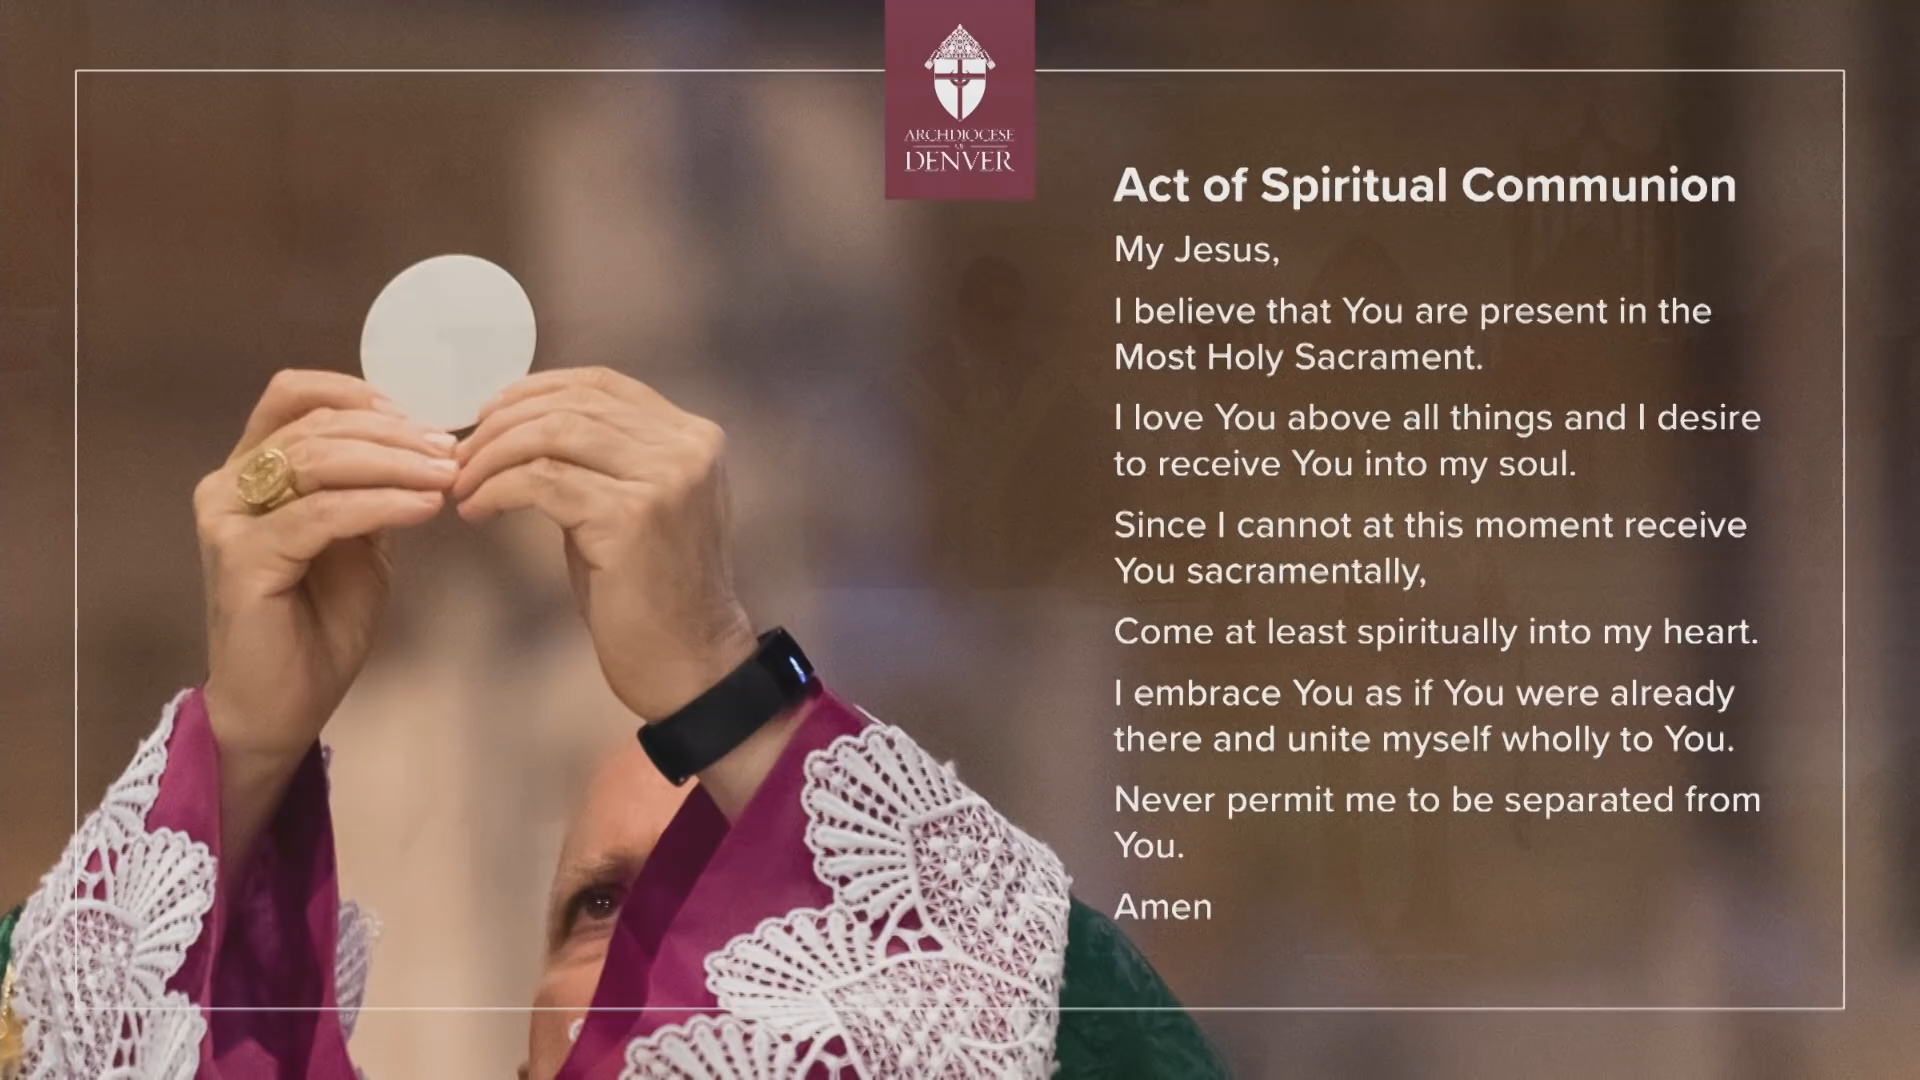 ARCHDIOCESE
OF
DENVER
Act of Spiritual Communion
My Jesus,
I believe that You are present in the
Most Holy Sacrament.
I love You above all things and I desire
to receive You into my soul.
Since I cannot at this moment receive
You sacramentally,
Come at least spiritually into my heart.
I embrace You as if You were already
there and unite myself wholly to You.
Never permit me to be separated from
You.
Amen